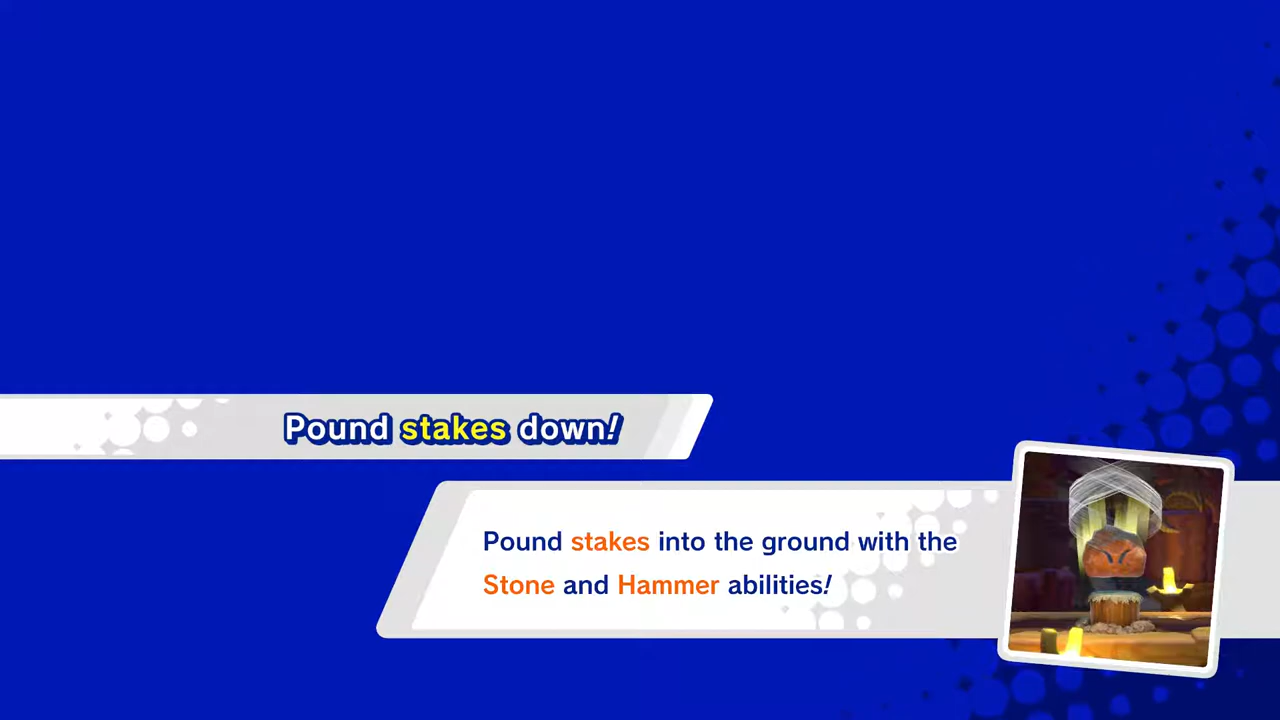 Pound stakes down!
Pound stakes into the ground with the
Stone and Hammer abilities!